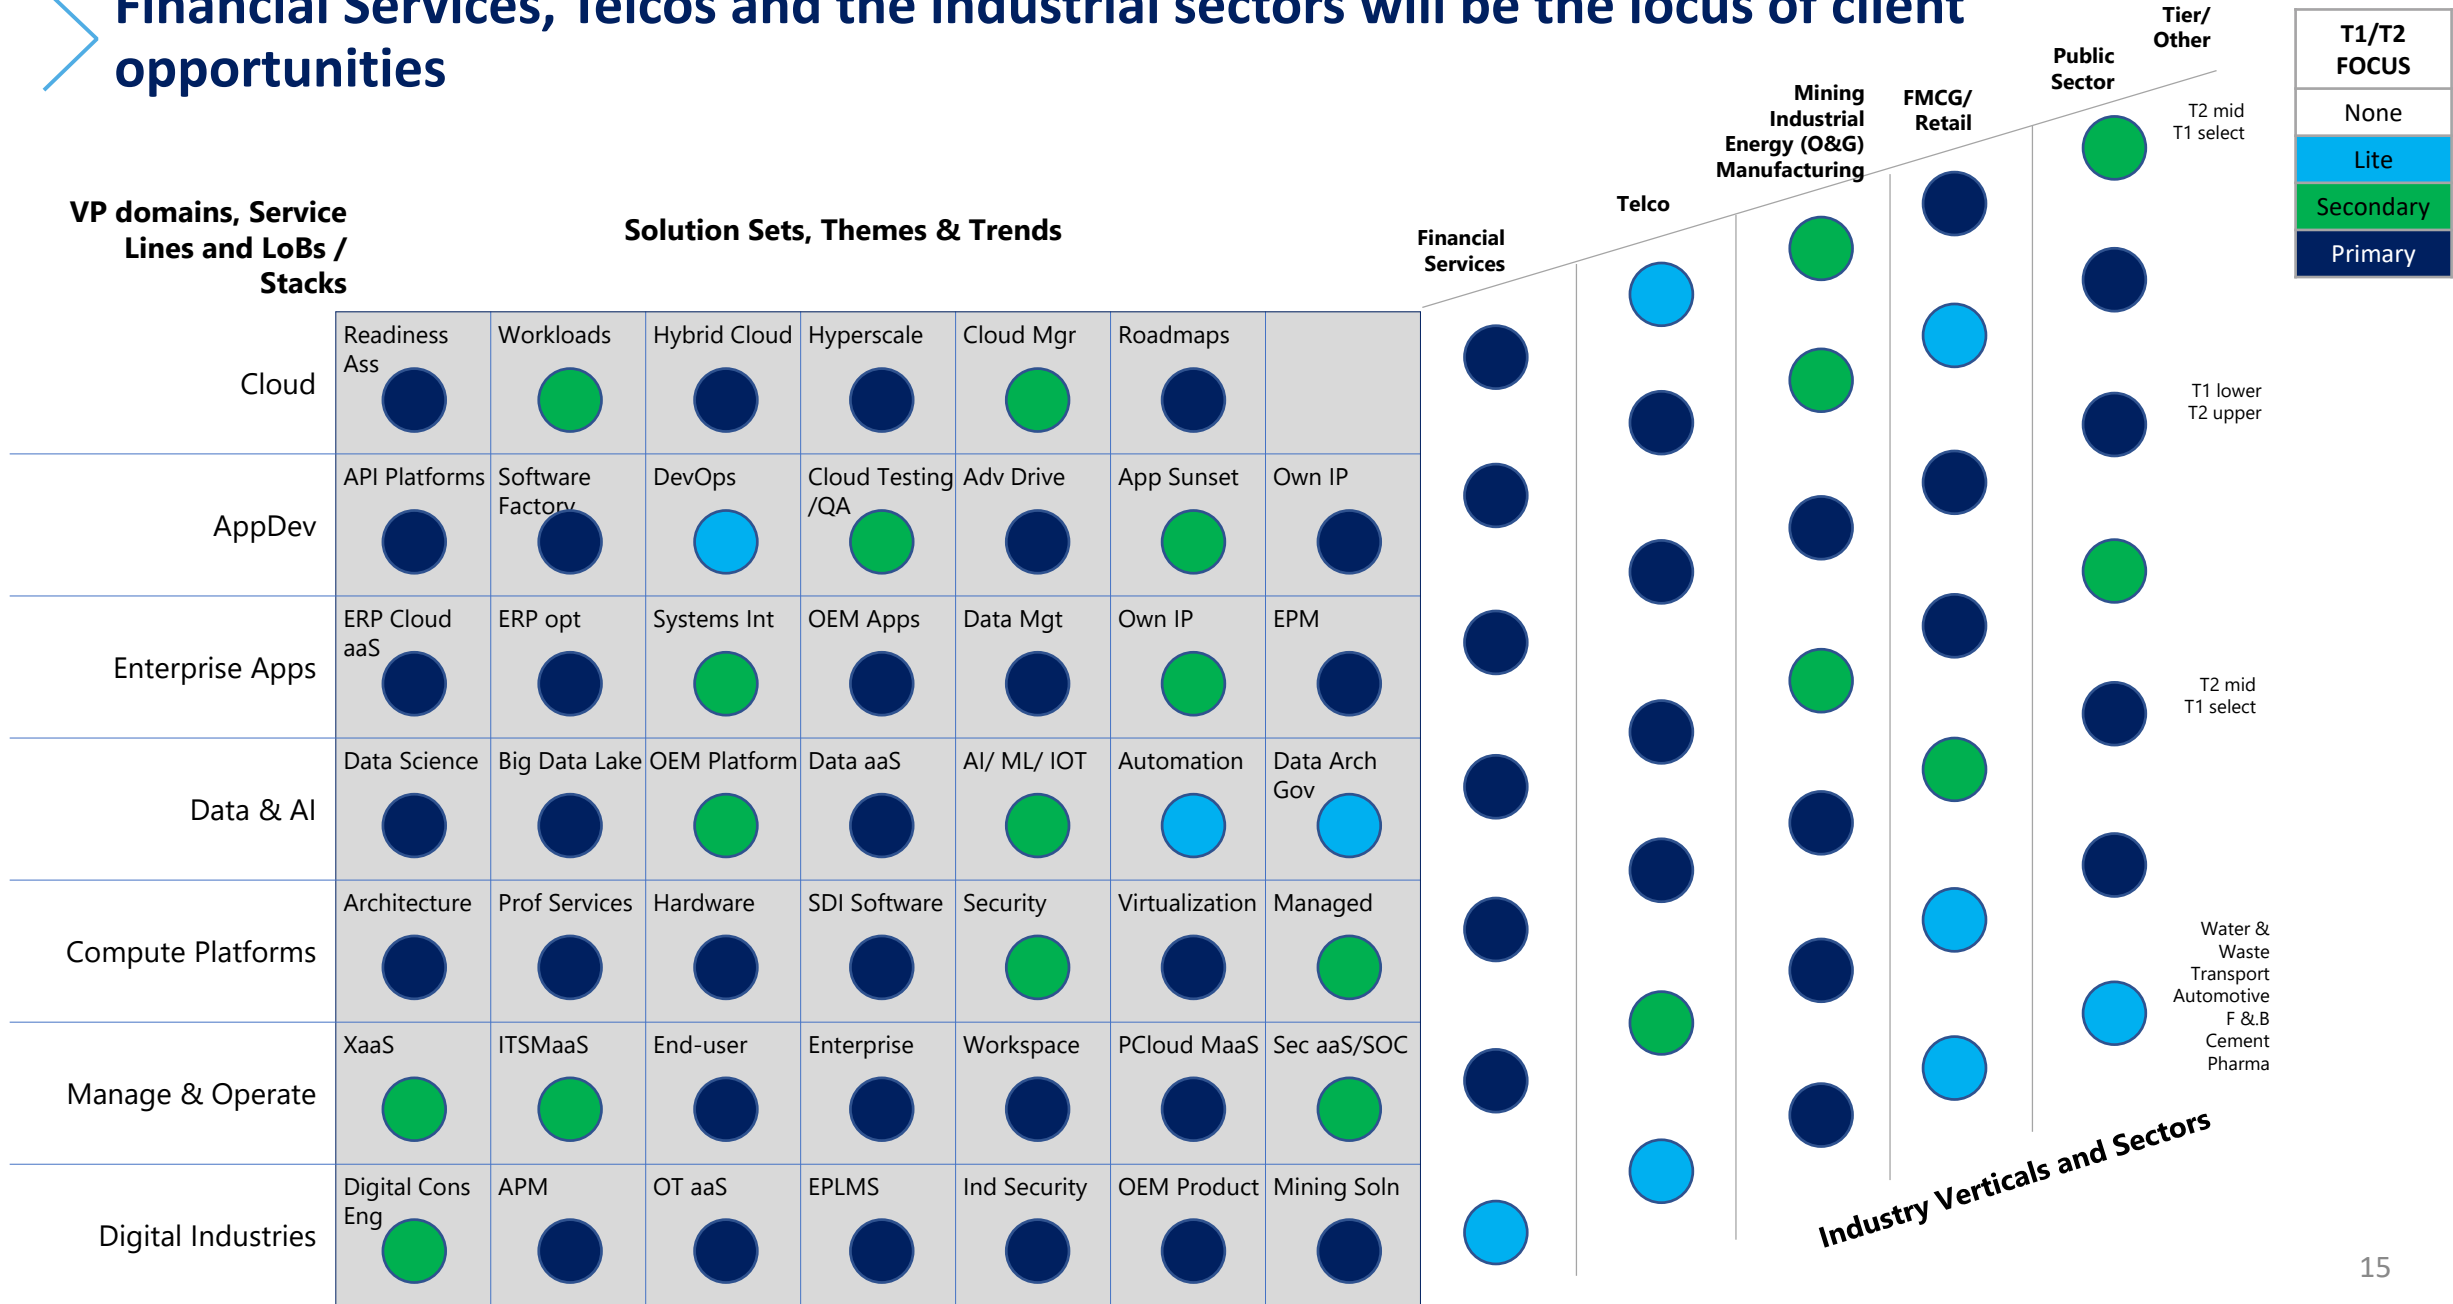 Financial Services, Telcos and the industrial sectors will be the focus of client
opportunities
Tier/
Other
T1/T2
FOCUS
None
Lite
Secondary
Primary
Public
Sector
Mining
Industrial
Energy (O&G)
Manufacturing
FMCG/
Retail
Telco
Financial
Services
VP domains, Service
Lines and LoBs /
Stacks
Solution Sets, Themes & Trends
T2 mid
T1 select
T1 lower
T2 upper
T2 mid
T1 select
Water &
Waste
Transport
Automotive
F &.B
Cement
Pharma
Cloud
Readiness
Ass
Workloads
Hybrid Cloud
Hyperscale
Cloud Mgr
Roadmaps
AppDev
API Platforms
Software
Factory
DevOps
Cloud Testing
/QA
Adv Drive
App Sunset
Own IP
Enterprise Apps
ERP Cloud
aaS
ERP opt
Systems Int
OEM Apps
Data Mgt
Own IP
EPM
Data & AI
Data Science
Big Data Lake
OEM Platform
Data aaS
AI/ ML/ IOT
Automation
Data Arch
Gov
Compute Platforms
Architecture
Prof Services
Hardware
SDI Software
Security
Virtualization
Managed
Manage & Operate
XaaS
ITSMaaS
End-user
Enterprise
Workspace
PCloud MaaS
Sec aaS/SOC
Digital Industries
Digital Cons
Eng
APM
OT aaS
EPLMS
Ind Security
OEM Product
Mining Soln
Industry Verticals and Sectors
15